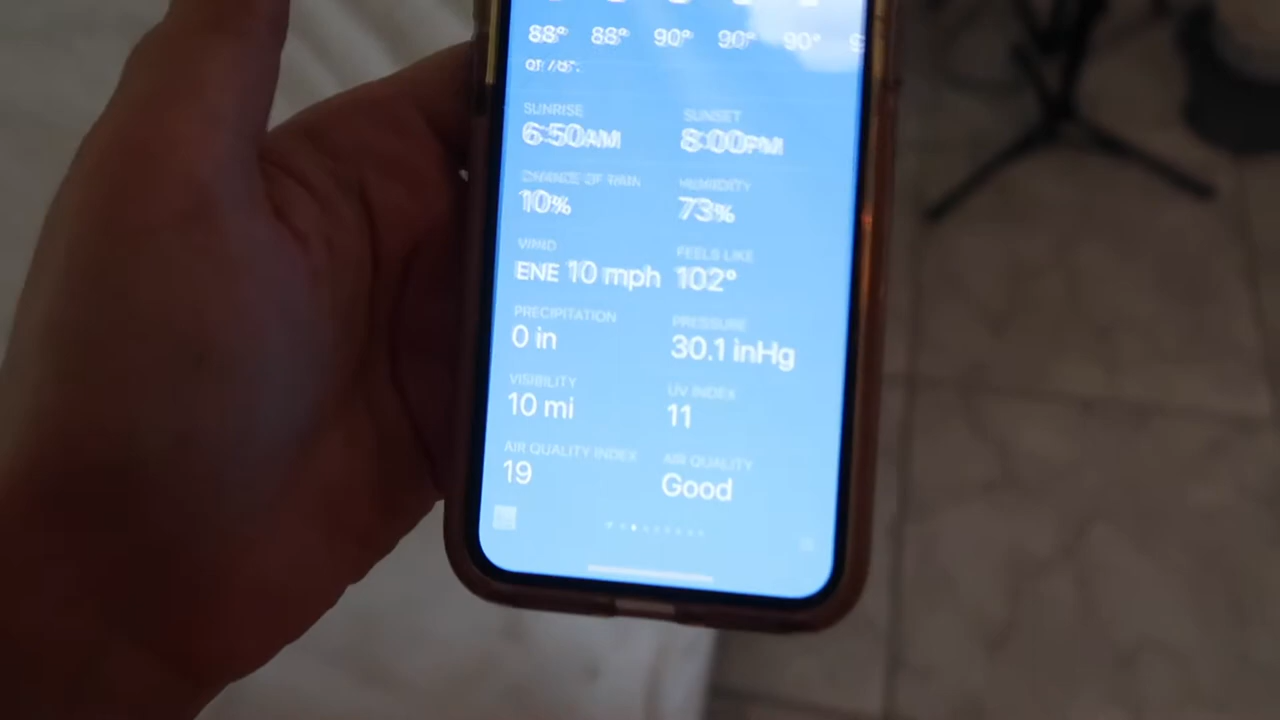 88° 88° 90° 90° 90° 9
SUNRISE SUNSET
6:50AM 8:00PM
CHANCE OF RAIN HUMIDITY
10% 73%
WIND FEELS LIKE
ENE 10 mph 102°
PRECIPITATION PRESSURE
0 in 30.1 inHg
VISIBILITY UV INDEX
10 mi 11
AIR QUALITY INDEX AIR QUALITY
19 Good